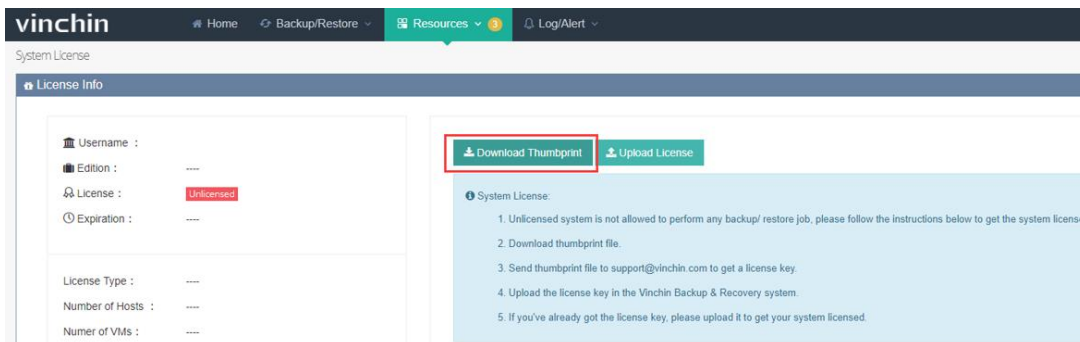 vinchin Home Backup/Restore Resources 3 Log/Alert
System License
License Info
Username :
Edition : ----
License : Unlicensed
Expiration : ----
License Type : ----
Number of Hosts : ----
Numer of VMs : ----
Download Thumbprint Upload License
System License:
1. Unlicensed system is not allowed to perform any backup/ restore job, please follow the instructions below to get the system license
2. Download thumbprint file.
3. Send thumbprint file to support@vinchin.com to get a license key.
4. Upload the license key in the Vinchin Backup & Recovery system.
5. If you've already got the license key, please upload it to get your system licensed.